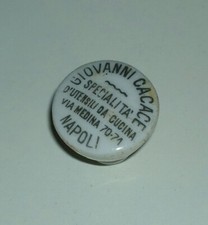 GIOVANNI CACACE
SPECIALITA'
D'UTENSILI DA CUCINA
VIA MEDINA 70-71
NAPOLI